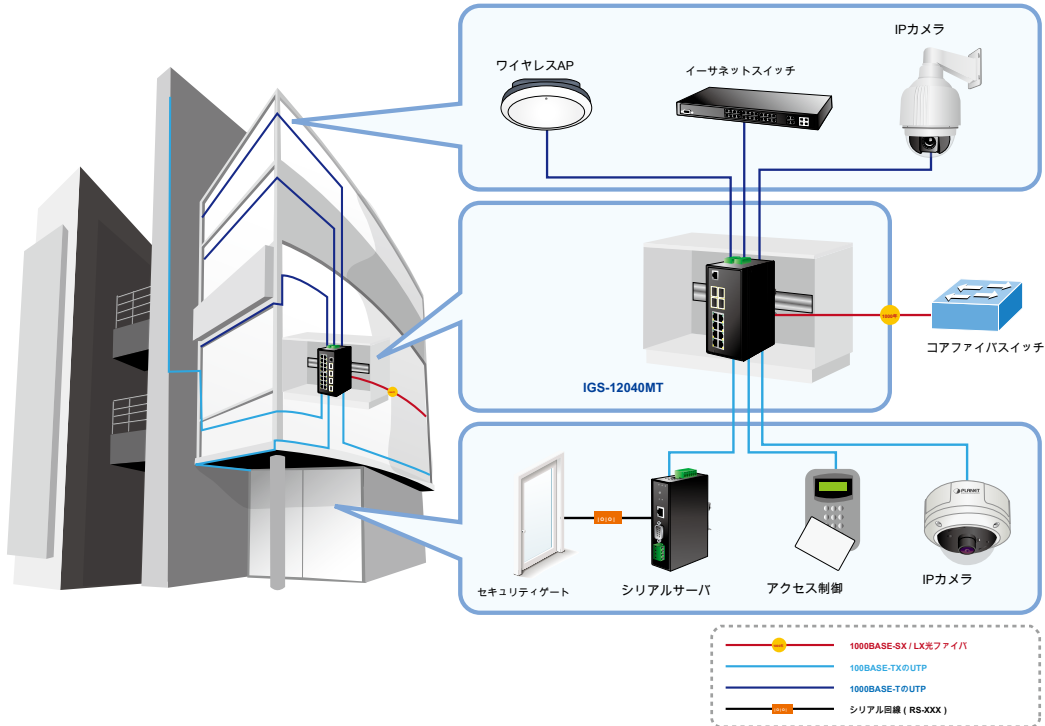 IPカメラ
ワイヤレスAP
イーサネットスイッチ
コアファイバスイッチ
IGS-12040MT
PLANET
セキュリティゲート
シリアルサーバ
アクセス制御
IPカメラ
1000BASE-SX / LX光ファイバ
100BASE-TXのUTP
1000BASE-TのUTP
シリアル回線 ( RS-XXX )